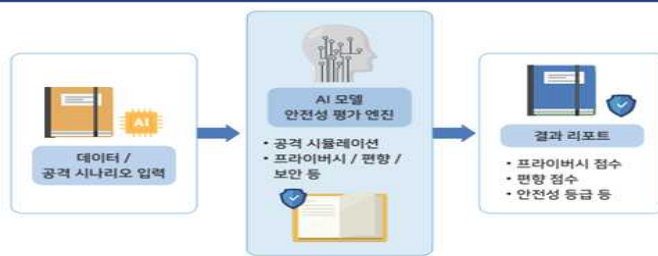 AI
데이터 /
공격 시나리오 입력
AI 모델
안전성 평가 엔진
• 공격 시뮬레이션
• 프라이버시 / 편향 /
보안 등
결과 리포트
• 프라이버시 점수
• 편향 점수
• 안전성 등급 등